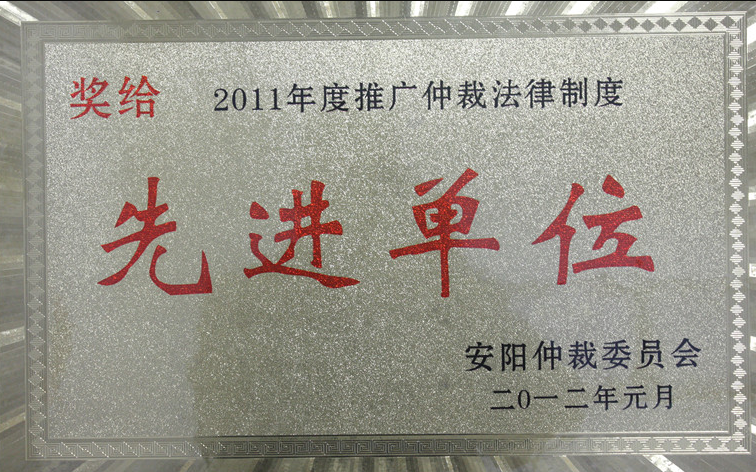 奖给 2011年度推广仲裁法律制度
先进单位
安阳仲裁委员会
二〇一二年元月